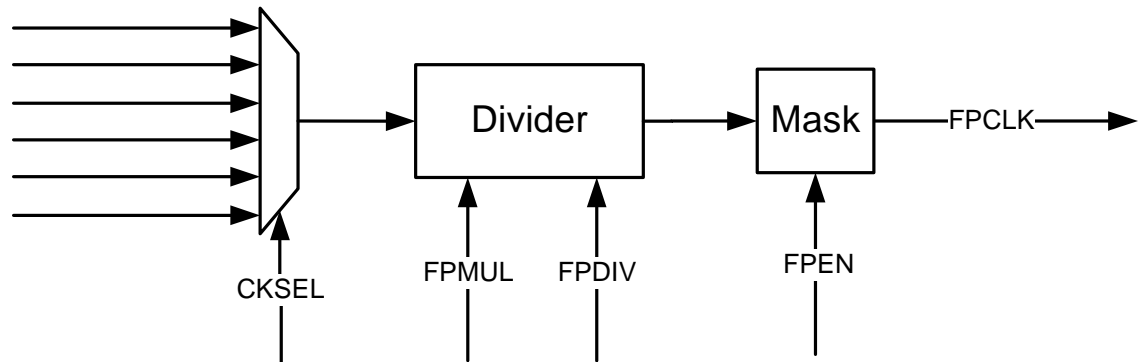 Divider
Mask
FPCLK
CKSEL
FPMUL
FPDIV
FPEN